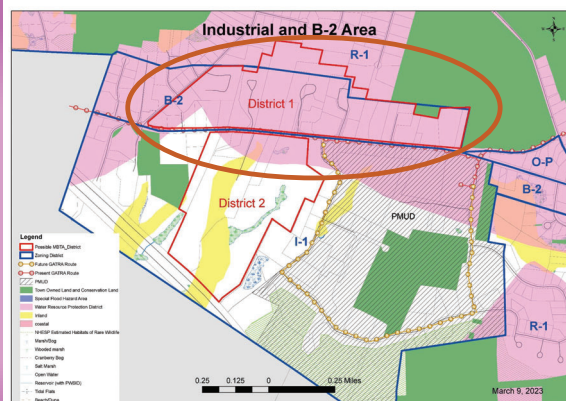 Industrial and B-2 Area
R-1
B-2
District 1
O-P
B-2
District 2
PMUD
I-1
R-1
Legend
Possible MBTA_District
Zoning District
Future GATRA Route
Present GATRA Route
PMUD
Town Owned Land and Conservation Land
Special Flood Hazard Area
Water Resource Protection District
inland
coastal
NHESP Estimated Habitats of Rare Wildlife
Marsh/Bog
Wooded marsh
Cranberry Bog
Salt Marsh
Open Water
Reservoir (with PWSID)
Tidal Flats
Beach/Dune
0.25 0.125 0 0.25 Miles
March 9, 2023